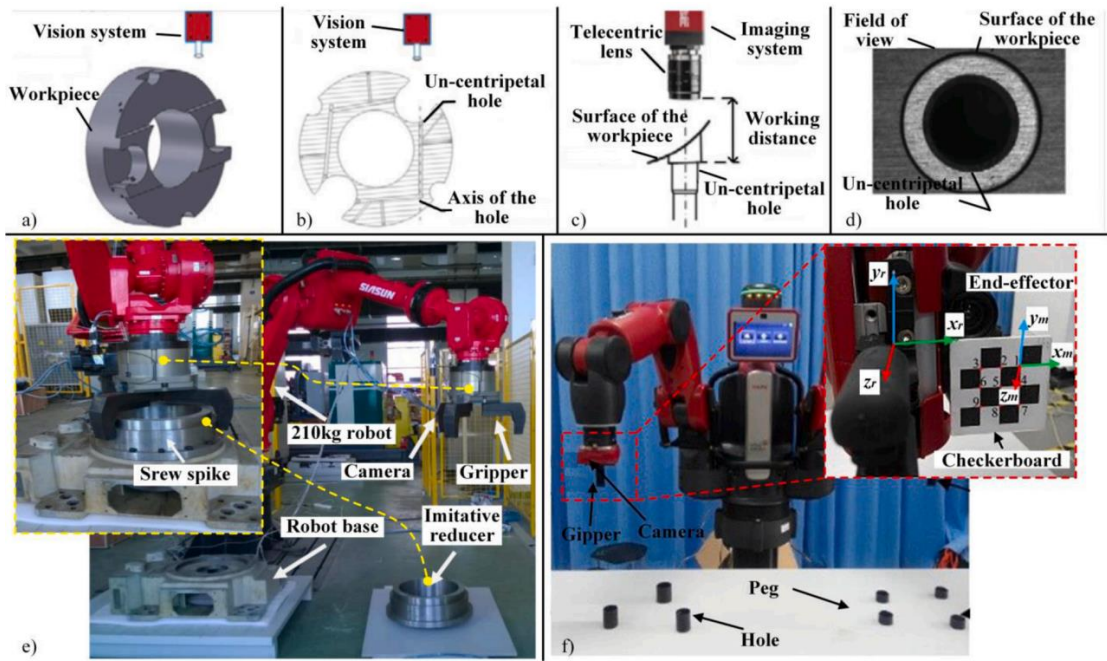 Vision system
Workpiece
a)
Vision
system
Un-centripetal
hole
Axis of the
hole
b)
Telecentric
lens
Imaging
system
Surface of the
workpiece
Working
distance
Un-centripetal
hole
c)
Field of
view
Surface of the
workpiece
Un-centripetal
hole
d)
SIASUN
210kg robot
Camera
Gripper
Srew spike
Robot base
Imitative
reducer
e)
yr
xr
zr
End-effector
ym
xm
zm
3 2 1
6 5 4
9 8 7
Checkerboard
Gipper
Camera
Peg
Hole
f)